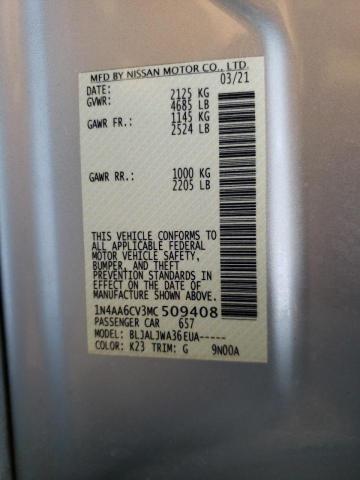 MFD BY NISSAN MOTOR CO., LTD.
DATE: 03/21
GVWR: 2125 KG
4685 LB
GAWR FR.: 1145 KG
2524 LB
GAWR RR.: 1000 KG
2205 LB
THIS VEHICLE CONFORMS TO
ALL APPLICABLE FEDERAL
MOTOR VEHICLE SAFETY,
BUMPER, AND THEFT
PREVENTION STANDARDS
IN EFFECT ON THE DATE OF
MANUFACTURE SHOWN ABOVE.
1N4AA6CV3MC509408
PASSENGER CAR 657
MODEL: BLJALJWA36EUA-----
COLOR: K23 TRIM: G 9N00A